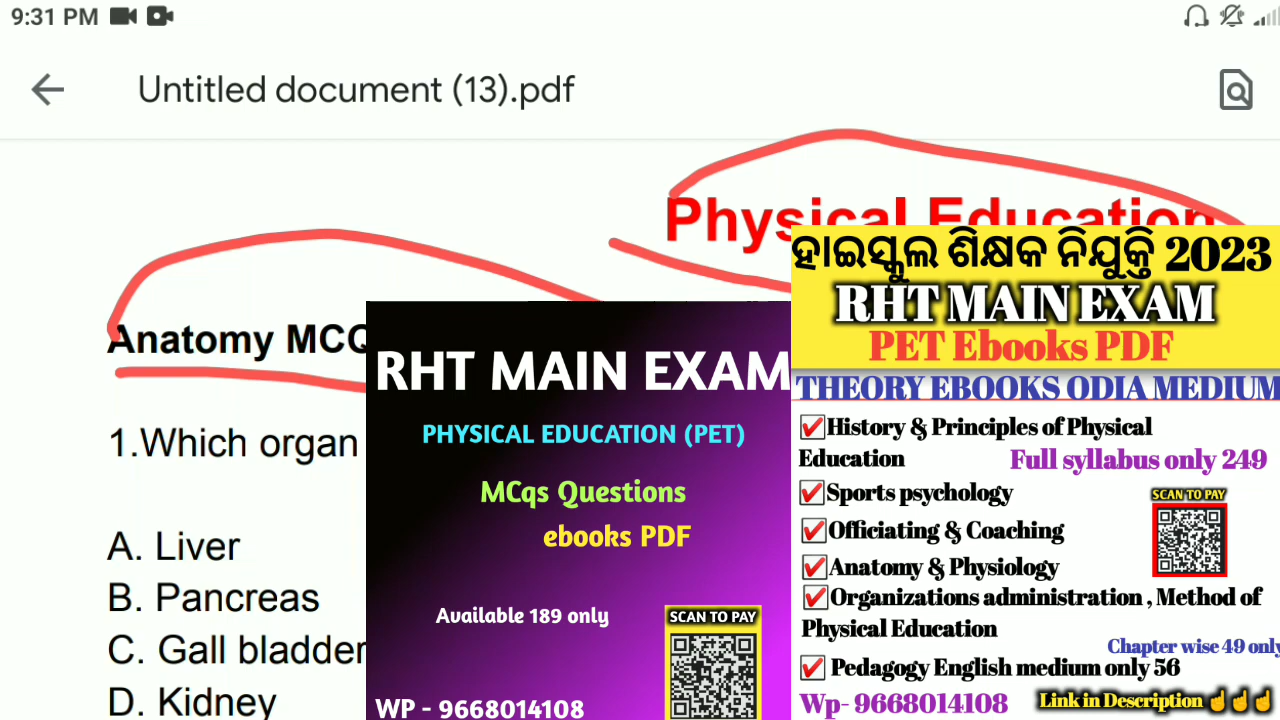 9:31 PM
Untitled document (13).pdf
Physical Education
Anatomy MCQ
1.Which organ
A. Liver
B. Pancreas
C. Gall bladder
D. Kidney
RHT MAIN EXAM
PHYSICAL EDUCATION (PET)
MCqs Questions
ebooks PDF
Available 189 only
SCAN TO PAY
WP - 9668014108
ହାଇସ୍କୁଲ ଶିକ୍ଷକ ନିଯୁକ୍ତି 2023
RHT MAIN EXAM
PET Ebooks PDF
THEORY EBOOKS ODIA MEDIUM
History & Principles of Physical
Education
Full syllabus only 249
Sports psychology
SCAN TO PAY
Officiating & Coaching
Anatomy & Physiology
Organizations administration , Method of
Physical Education
Chapter wise 49 only
Pedagogy English medium only 56
Wp- 9668014108
Link in Description